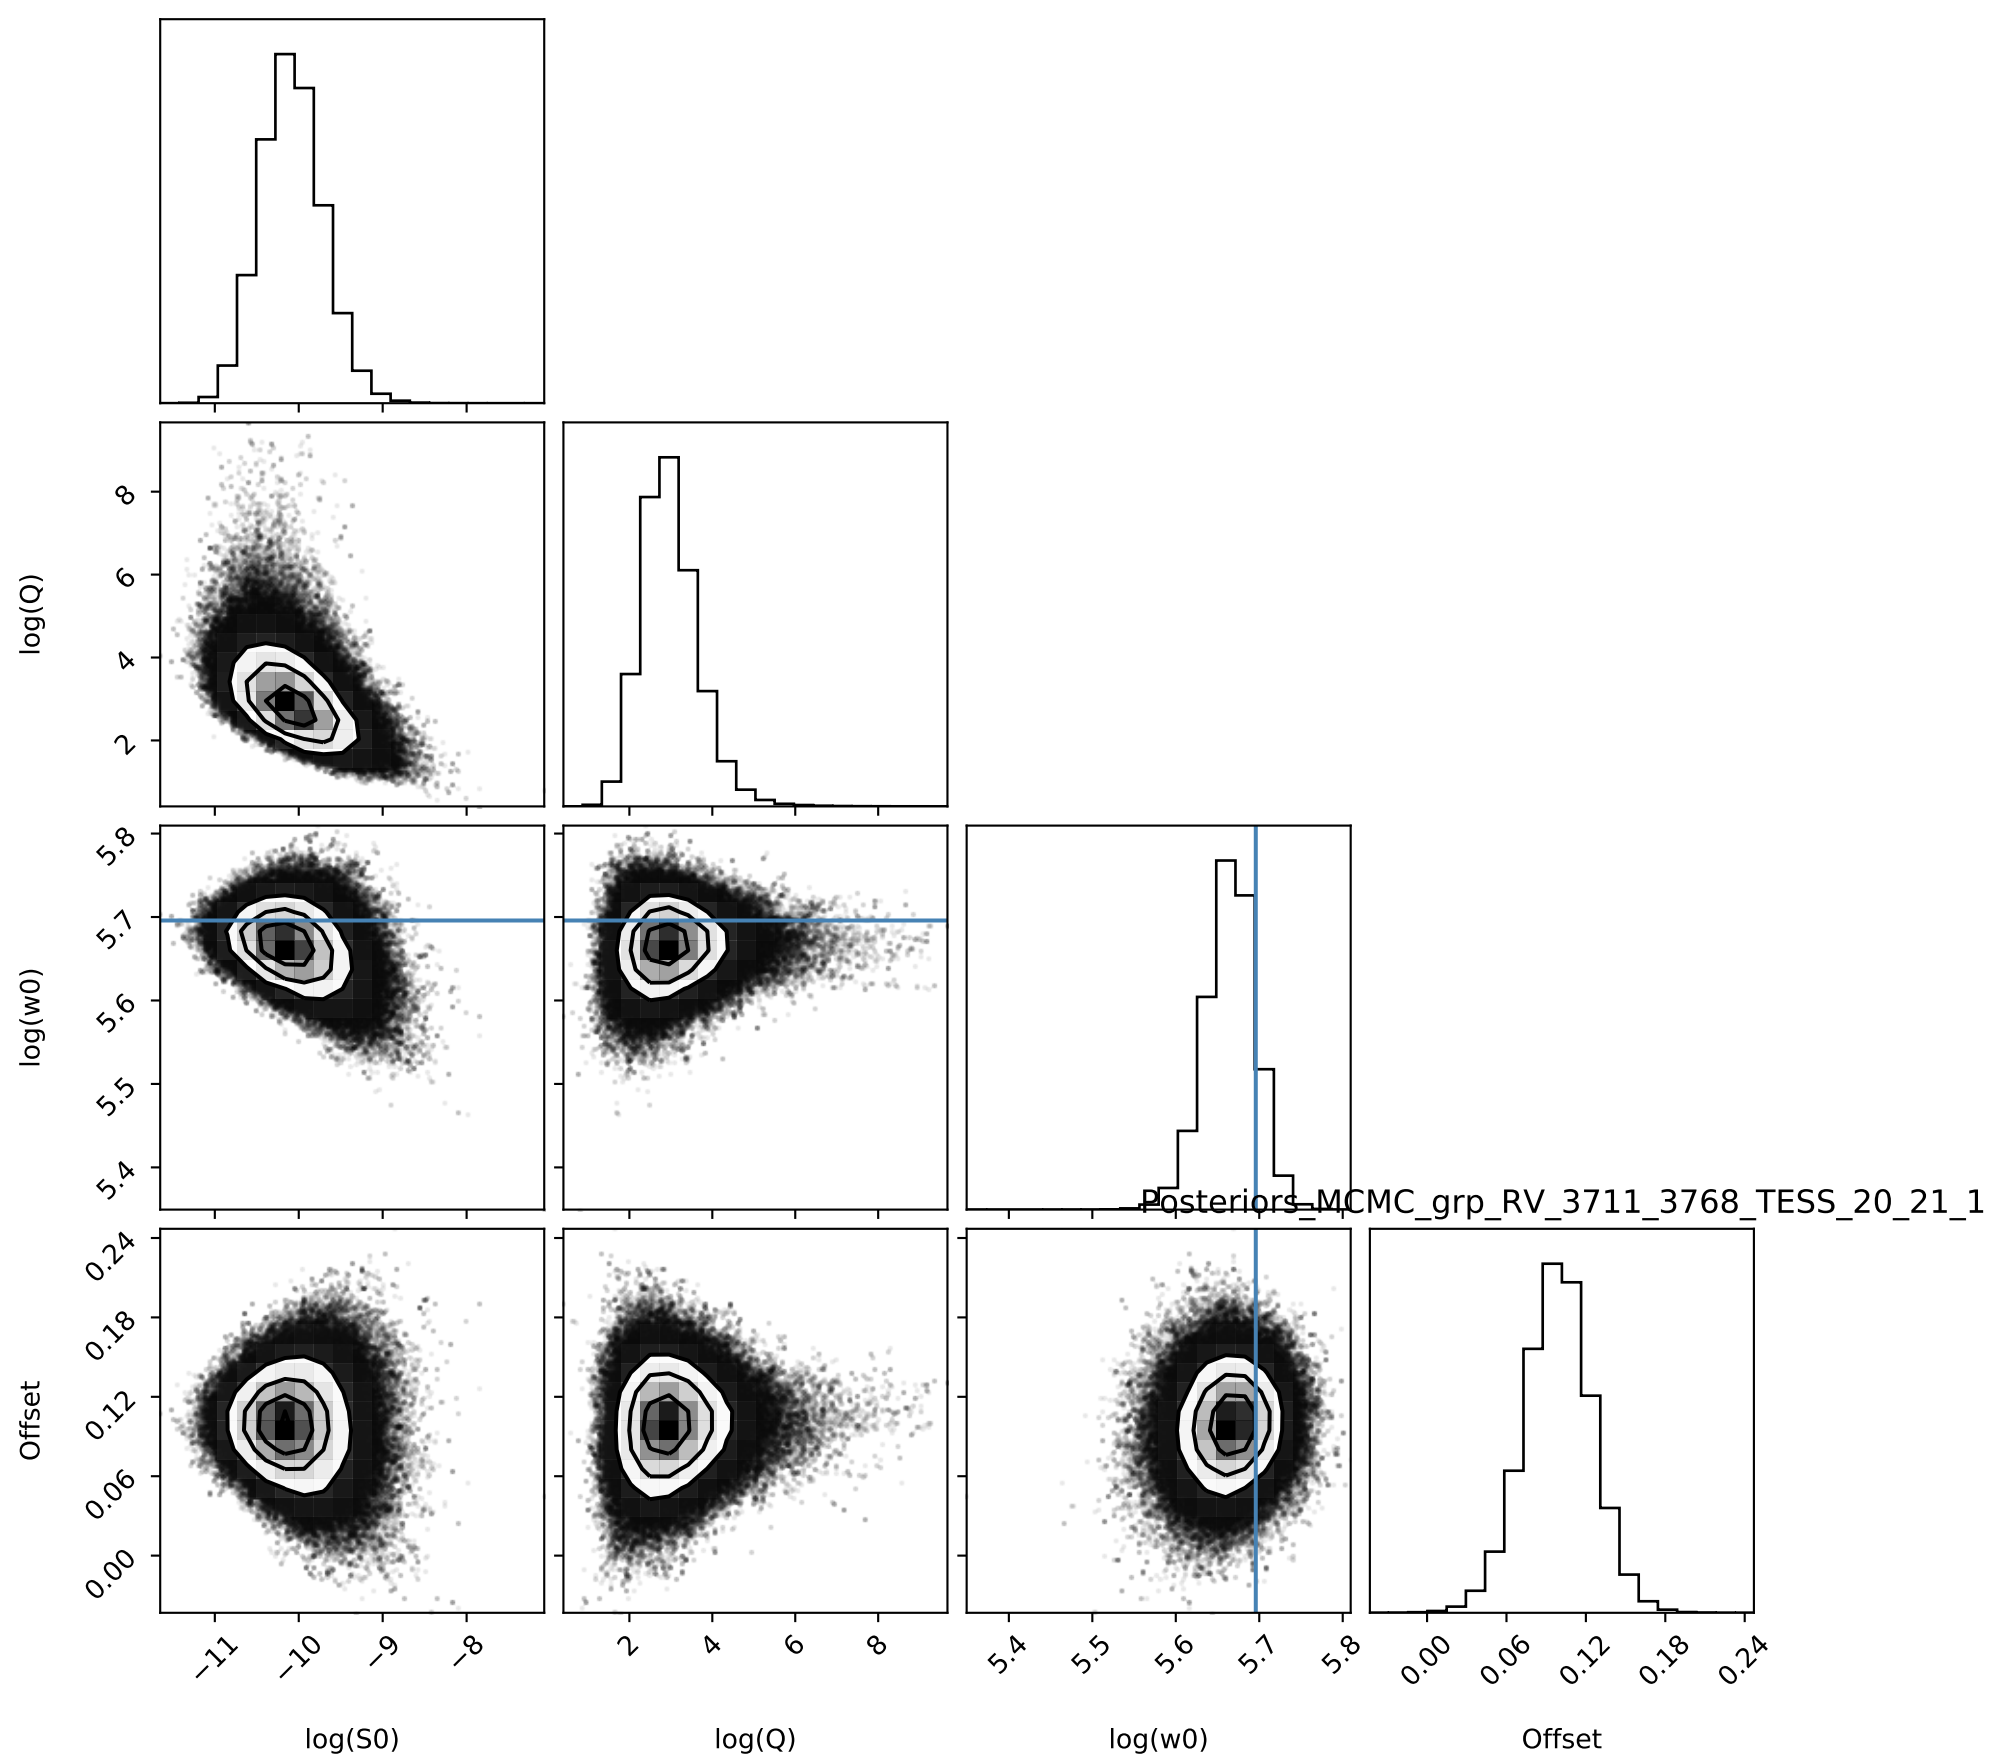 8
6
4
2
log(Q)
5.8
5.7
5.6
5.5
5.4
log(w0)
Posteriors_MCMC_grp_RV_3711_3768_TESS_20_21_1
0.24
0.18
0.12
0.06
0.00
Offset
−11 −10 −9 −8 2 4 6 8 5.4 5.5 5.6 5.7 5.8 0.00 0.06 0.12 0.18 0.24
log(S0) log(Q) log(w0) Offset